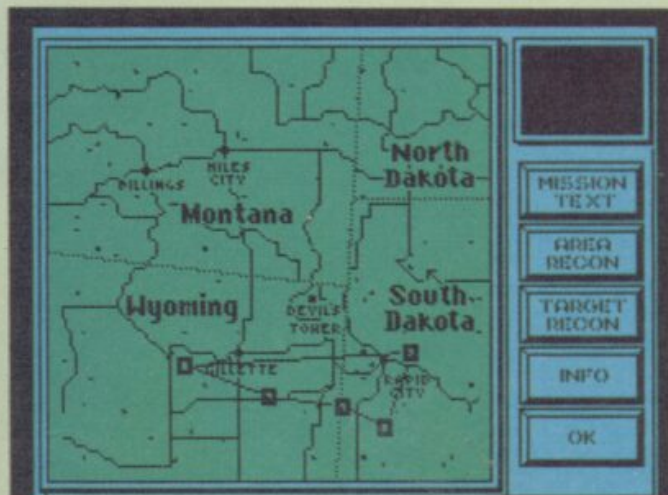 North
Dakota
MILES
CITY
BILLINGS
Montana
Wyoming
DEVILS
TOWER
South
Dakota
GILLETTE
RAPID
CITY
MISSION
TEXT
AREA
RECON
TARGET
RECON
INFO
OK